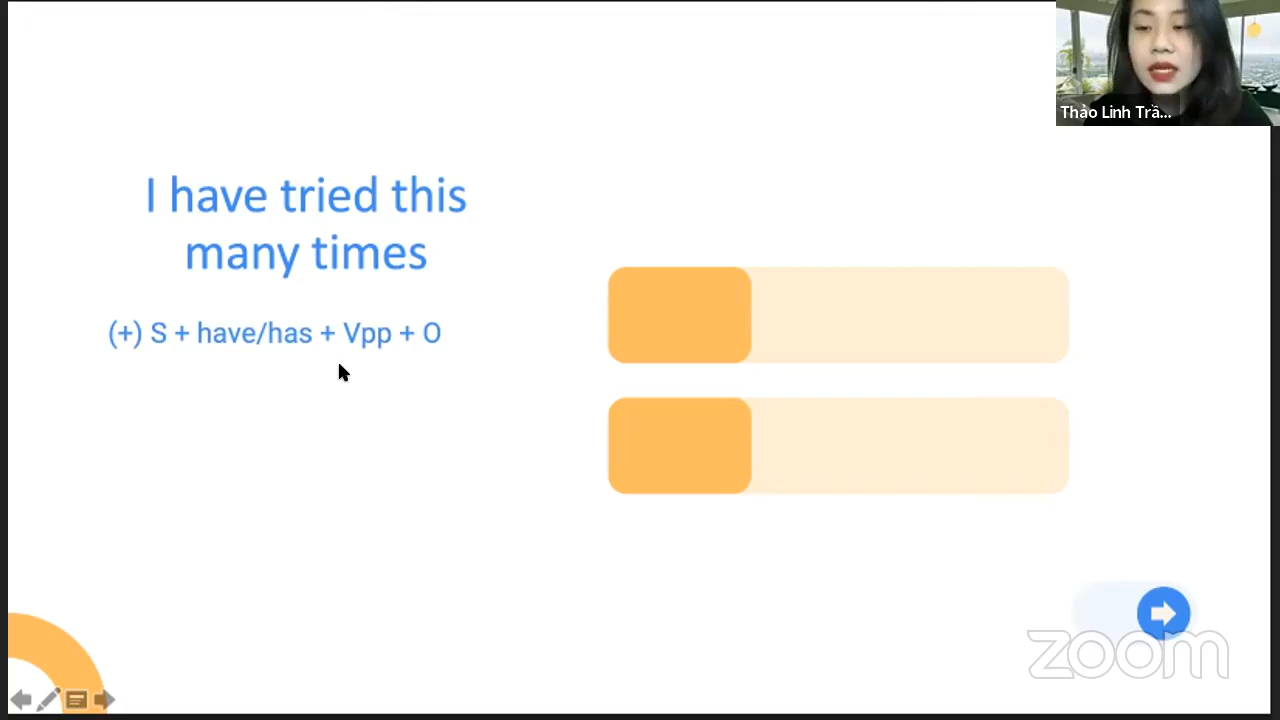 Thảo Linh Trầ...
I have tried this
many times
(+) S + have/has + Vpp + O
zoom